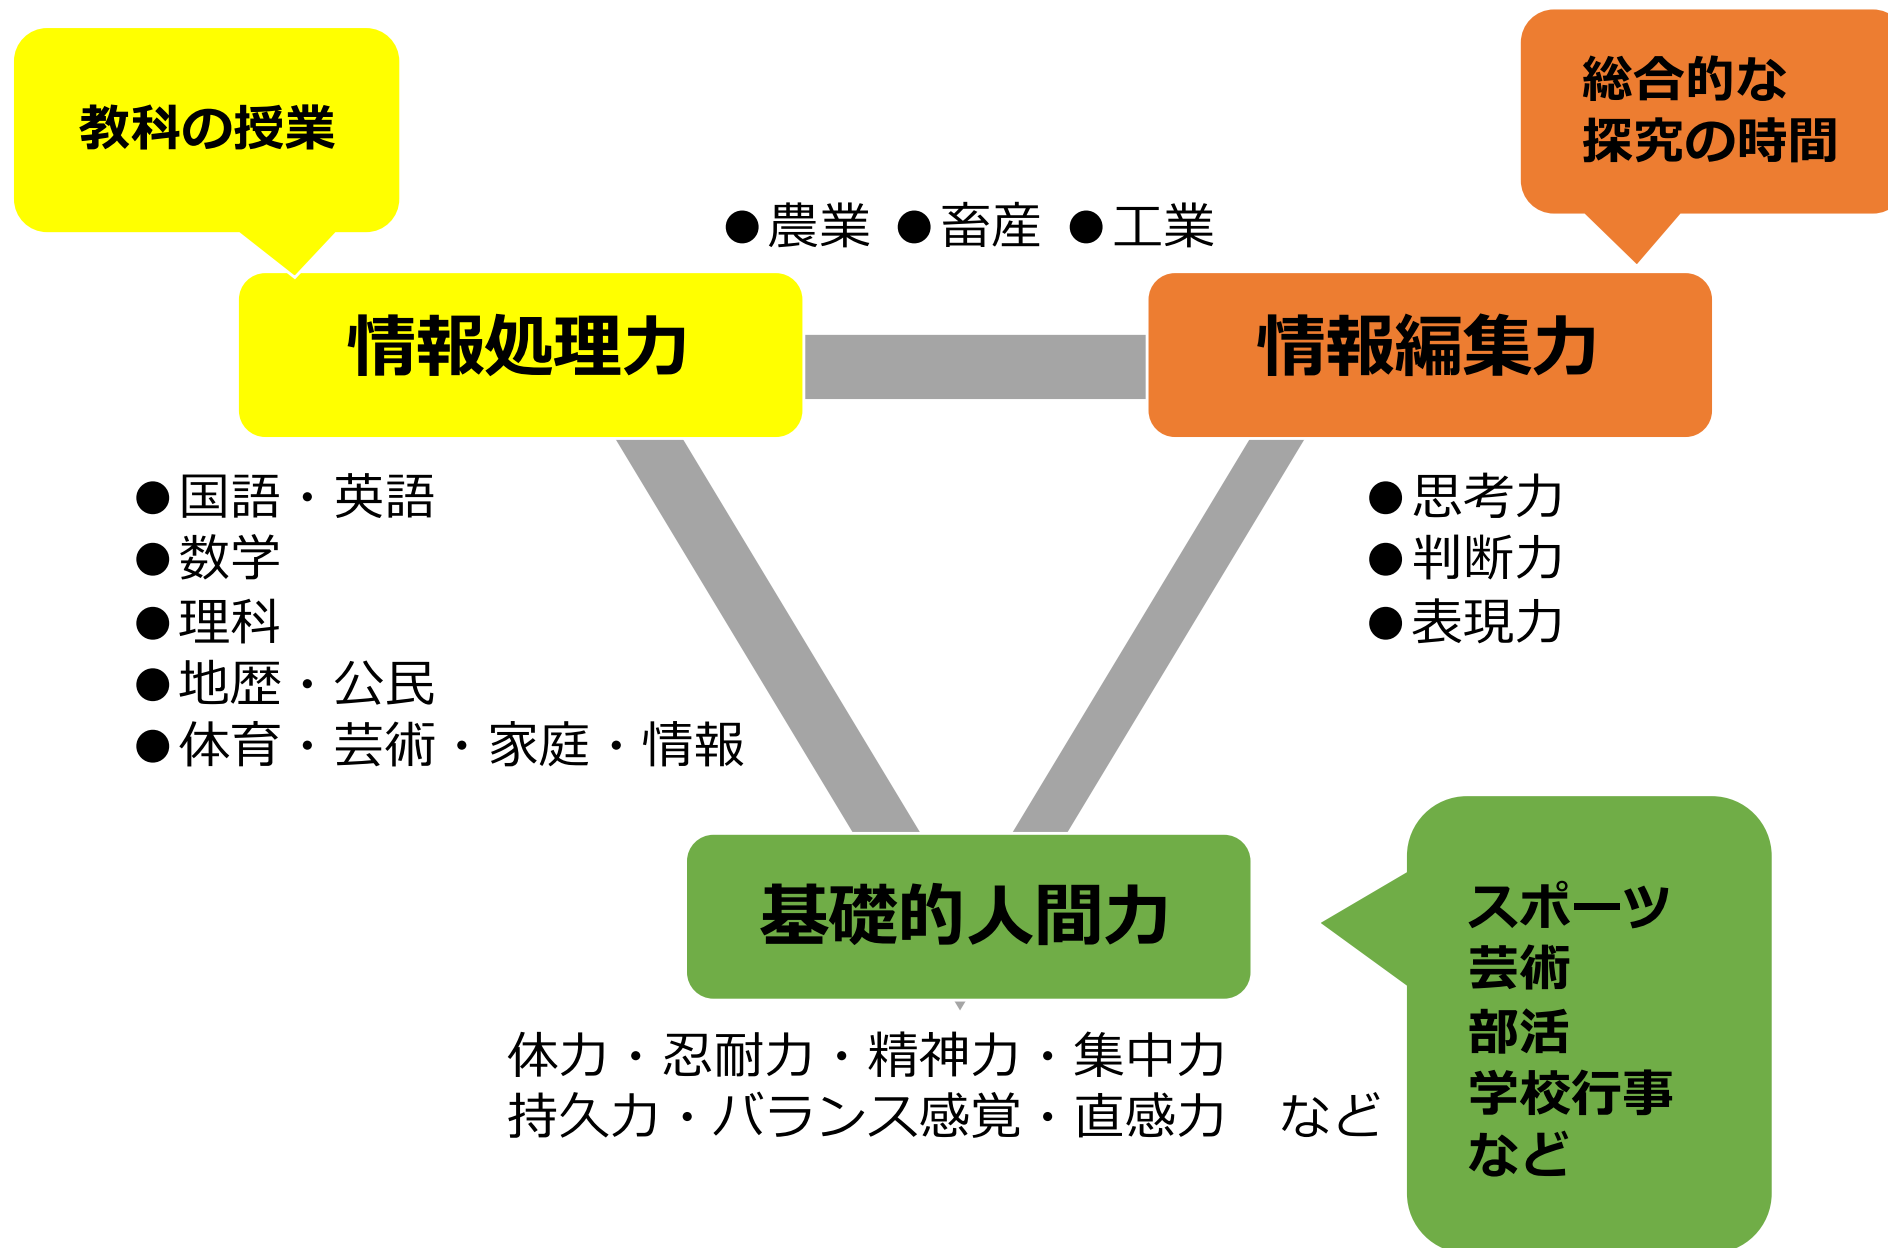 教科の授業
総合的な
探究の時間
●農業 ●畜産 ●工業
情報処理力
情報編集力
●国語・英語
●数学
●理科
●地歴・公民
●体育・芸術・家庭・情報
●思考力
●判断力
●表現力
基礎的人間力
体力・忍耐力・精神力・集中力
持久力・バランス感覚・直感力　など
スポーツ
芸術
部活
学校行事
など